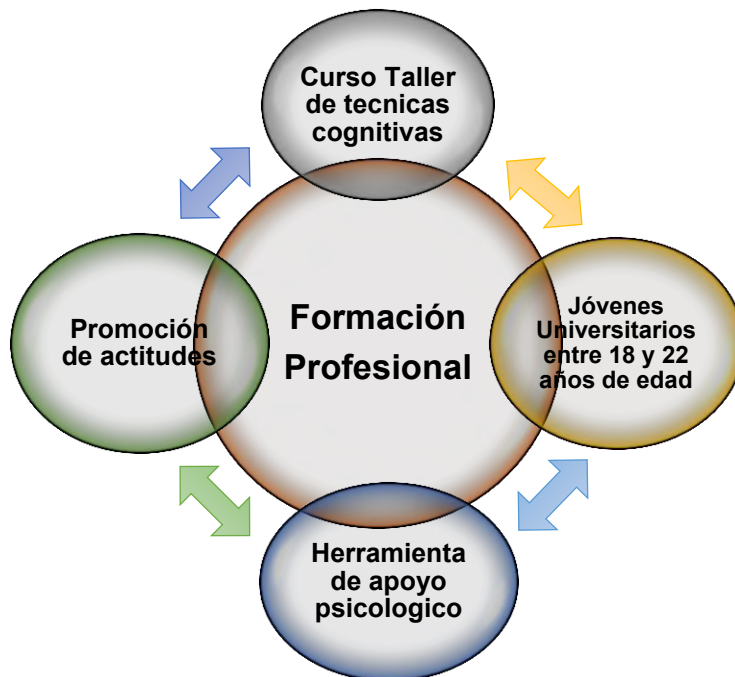 Curso Taller
de tecnicas
cognitivas
Promoción
de actitudes
Formación
Profesional
Jóvenes
Universitarios
entre 18 y 22
años de edad
Herramienta
de apoyo
psicologico